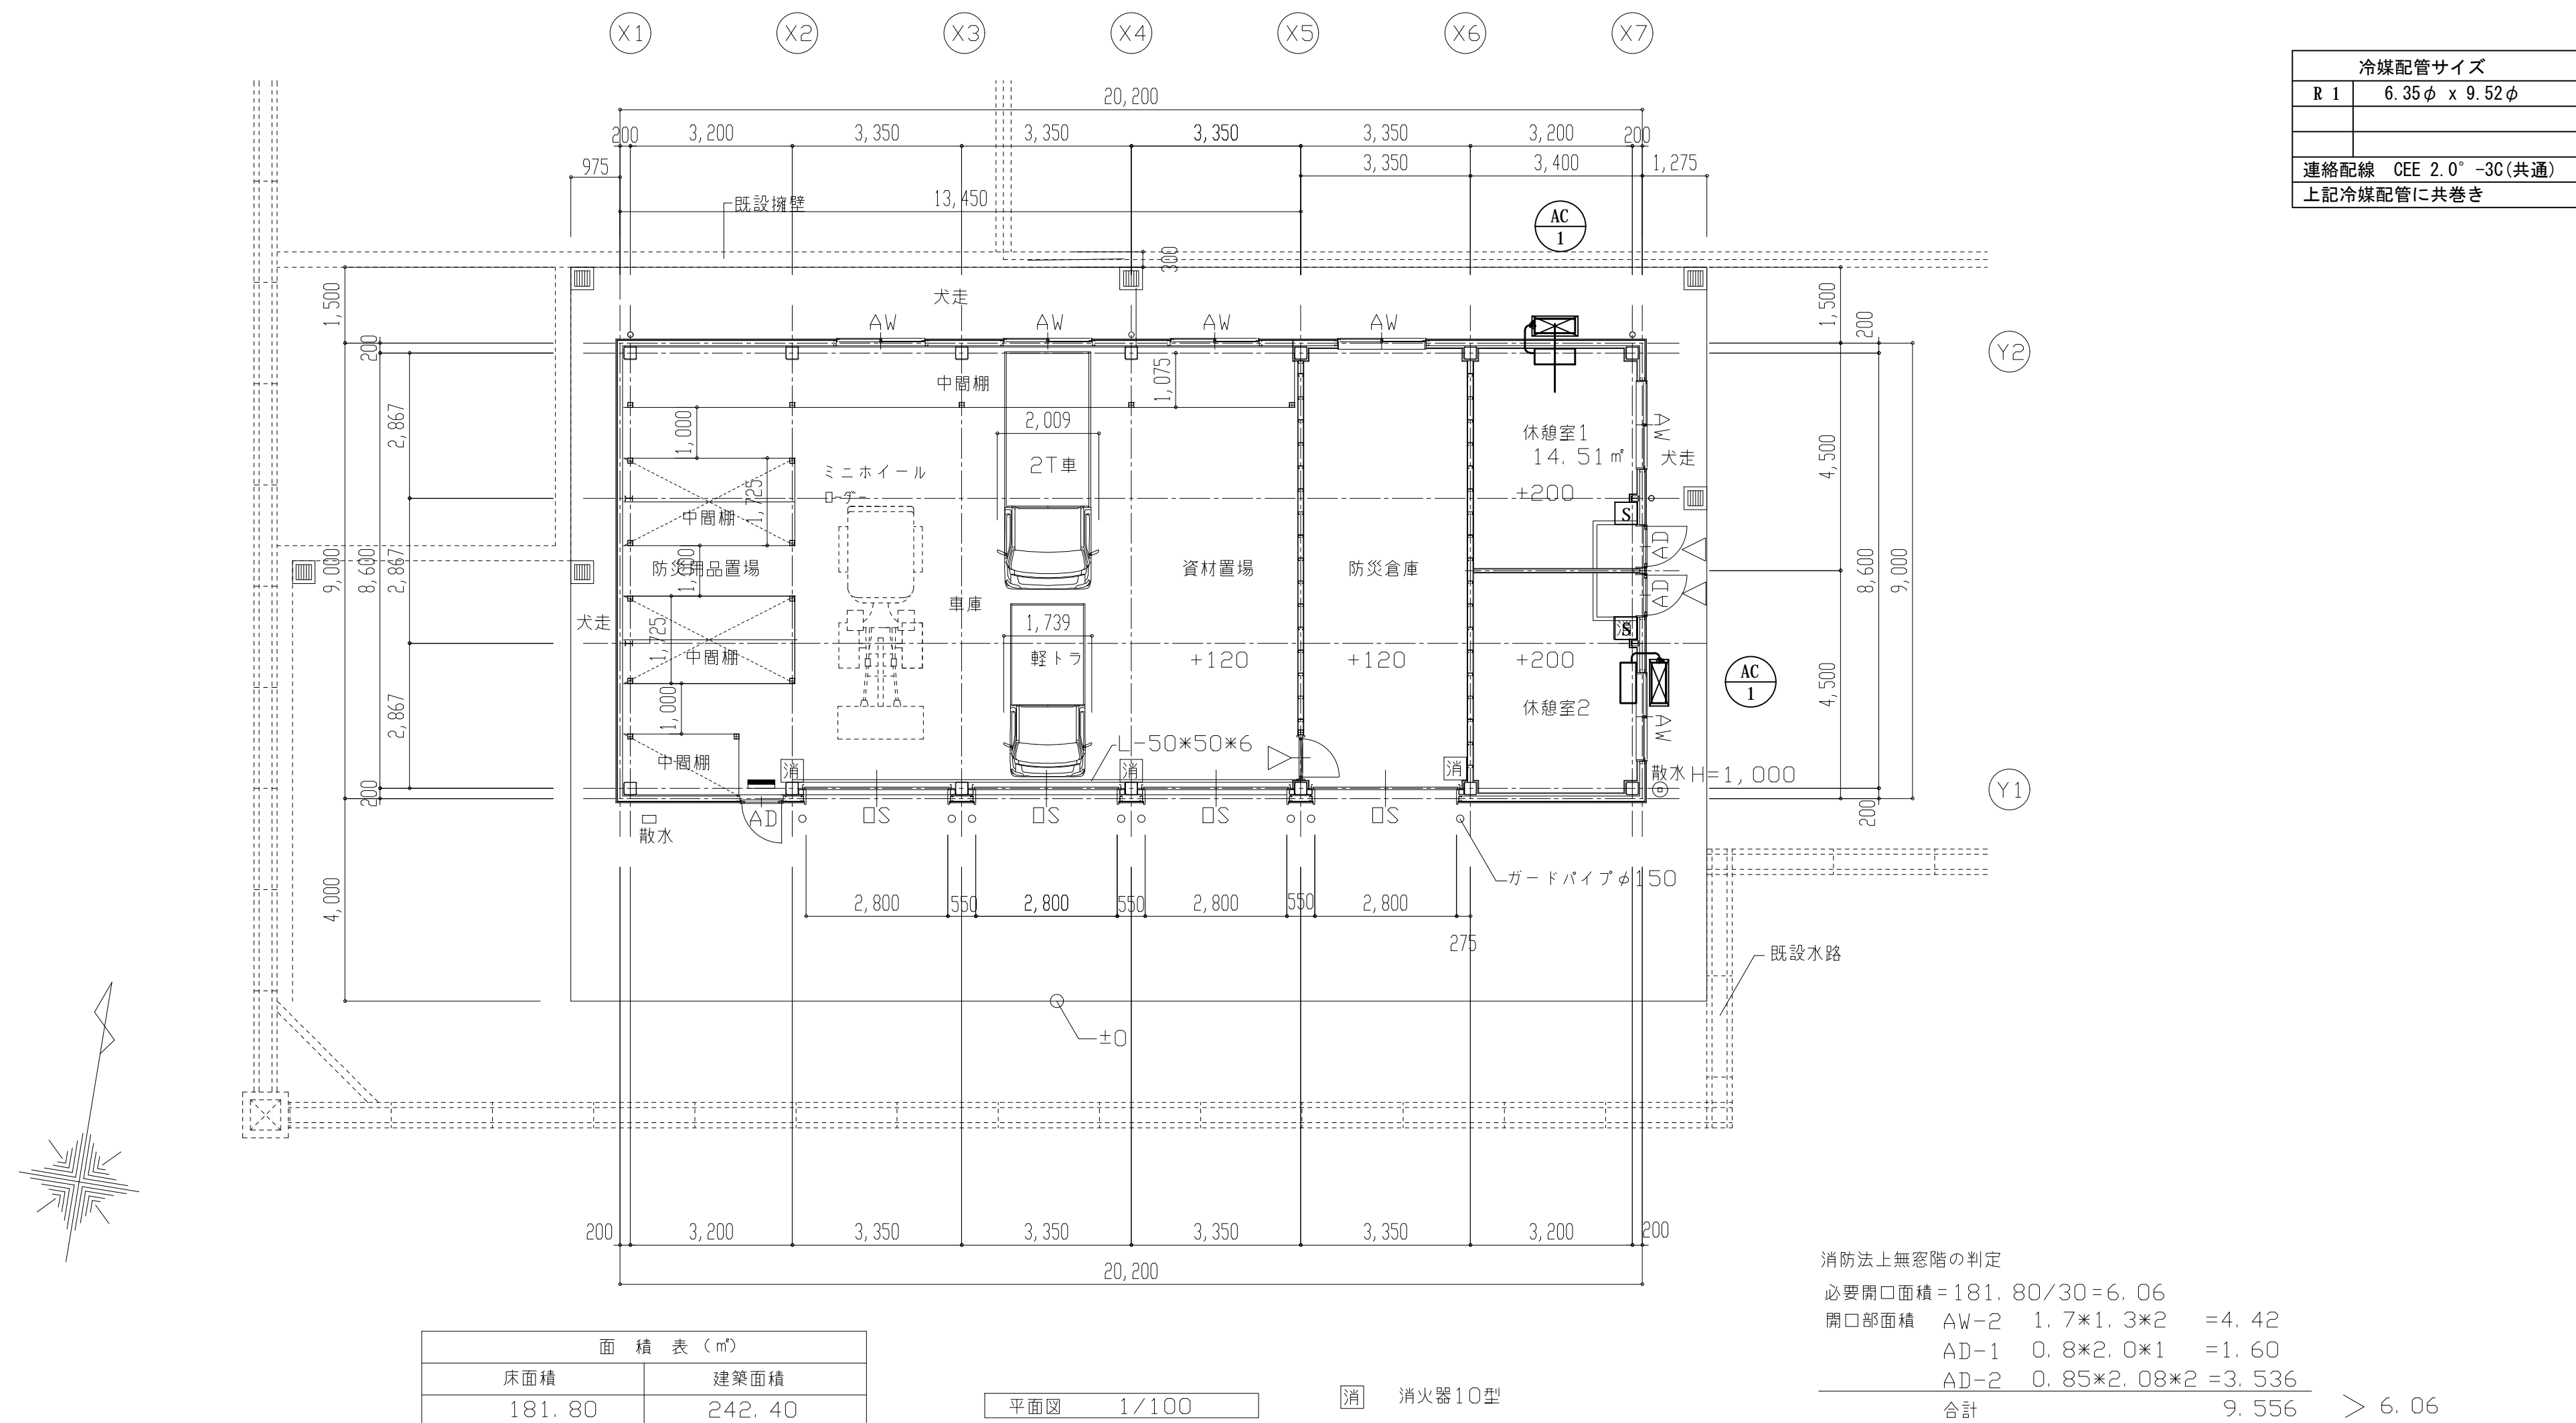 X1 X2 X3 X4 X5 X6 X7
冷媒配管サイズ
R 1 6.35φ x 9.52φ
連絡配線 CEE 2.0°-3C(共通)
上記冷媒配管に共巻き
20,200
200 3,200 3,350 3,350 3,350 3,350 3,200 200
975 3,350 3,400 1,275
既設擁壁 13,450
AC
1
300
犬走
1,500 200
1,500 200
AW AW AW AW
Y2
中間棚 1,075
2,867
1,000
2,009
休憩室1
14.51㎡
AW
犬走
4,500
ミニホイール
ローダー
2T車
+200
1,725
中間棚
S
AD
9,000 8,600 2,867
防災用品置場
1,000
資材置場
防災倉庫
8,600 9,000
車庫
AD
犬走
1,739
消
S
1,725
中間棚
軽トラ
+120
+120
+200
AC
1
4,500
2,867
1,000
休憩室2
AW
L-50*50*6
中間棚
消 消 消
散水 H=1,000
200
Y1
200
AD
散水
ロS ロS ロS ロS
ガードパイプφ150
4,000
2,800 550 2,800 550 2,800 550 2,800
275
既設水路
±0
200 3,200 3,350 3,350 3,350 3,350 3,200 200
20,200
消防法上無窓階の判定
必要開口面積=181.80/30=6.06
開口部面積 AW-2 1.7*1.3*2 =4.42
AD-1 0.8*2.0*1 =1.60
AD-2 0.85*2.08*2 =3.536
合計 9.556 > 6.06
面 積 表 (㎡)
床面積 建築面積
181.80 242.40
平面図 1/100
消 消火器10型